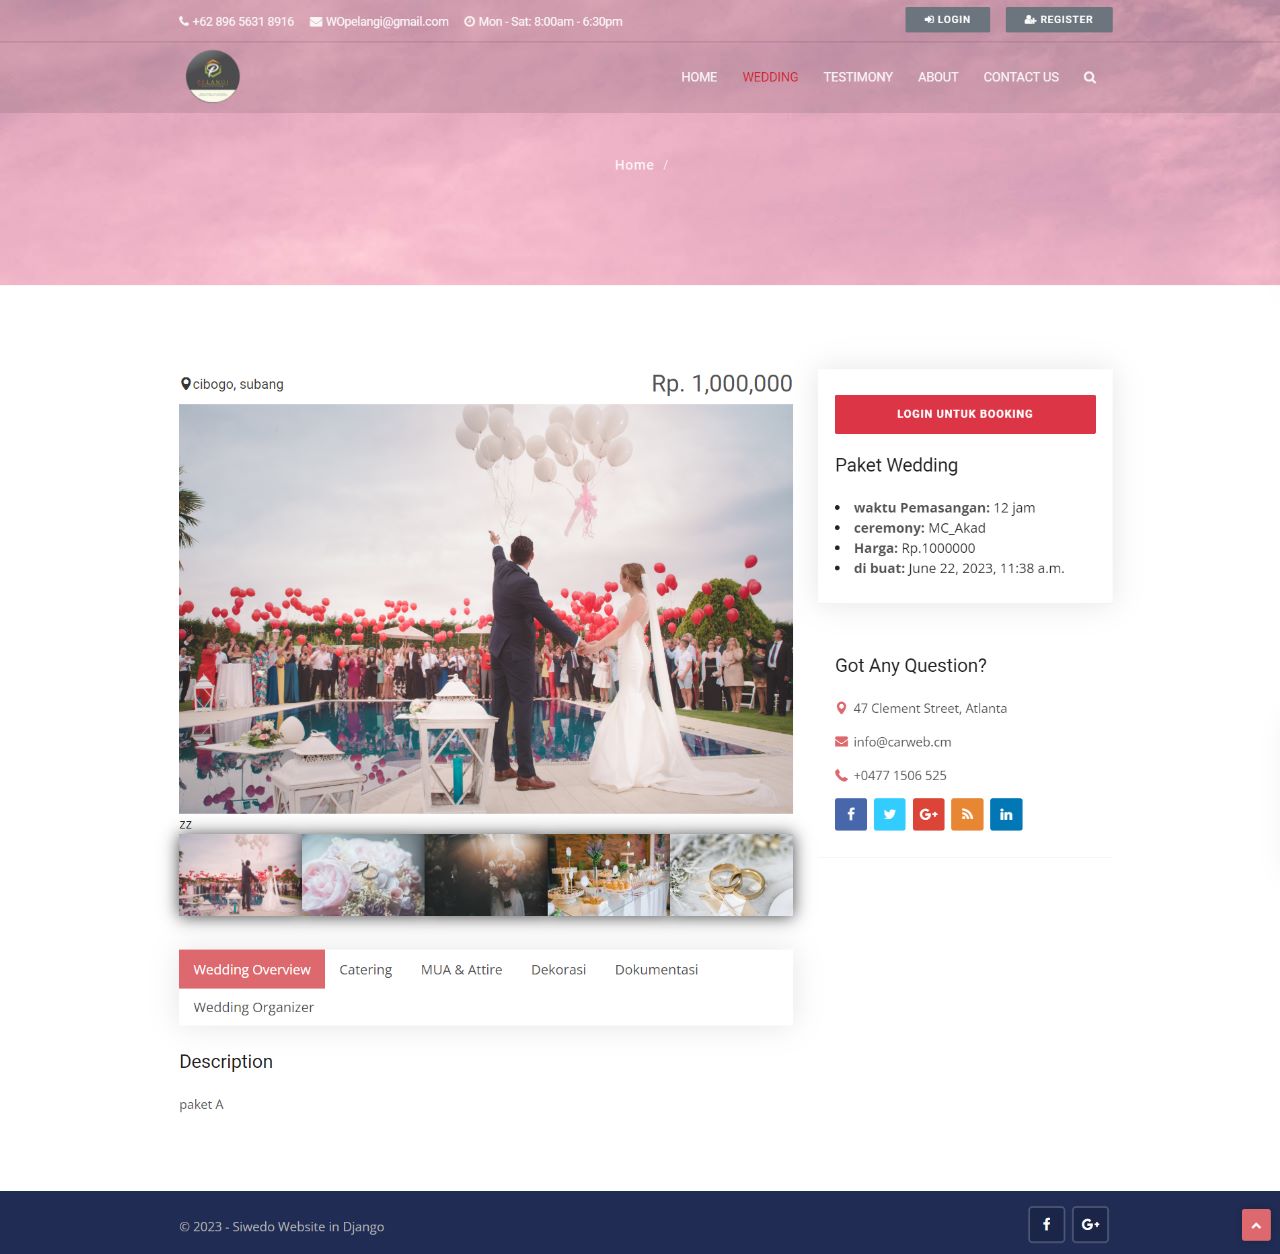 +62 896 5631 8916
WOpelangi@gmail.com
Mon - Sat: 8:00am - 6:30pm
LOGIN
REGISTER
HOME
WEDDING
TESTIMONY
ABOUT
CONTACT US
Home /
cibogo, subang
Rp. 1,000,000
zz
Wedding Overview
Catering
MUA & Attire
Dekorasi
Dokumentasi
Wedding Organizer
Description
paket A
LOGIN UNTUK BOOKING
Paket Wedding
waktu Pemasangan: 12 jam
ceremony: MC_Akad
Harga: Rp.1000000
di buat: June 22, 2023, 11:38 a.m.
Got Any Question?
47 Clement Street, Atlanta
info@carweb.cm
+0477 1506 525
© 2023 - Siwedo Website in Django